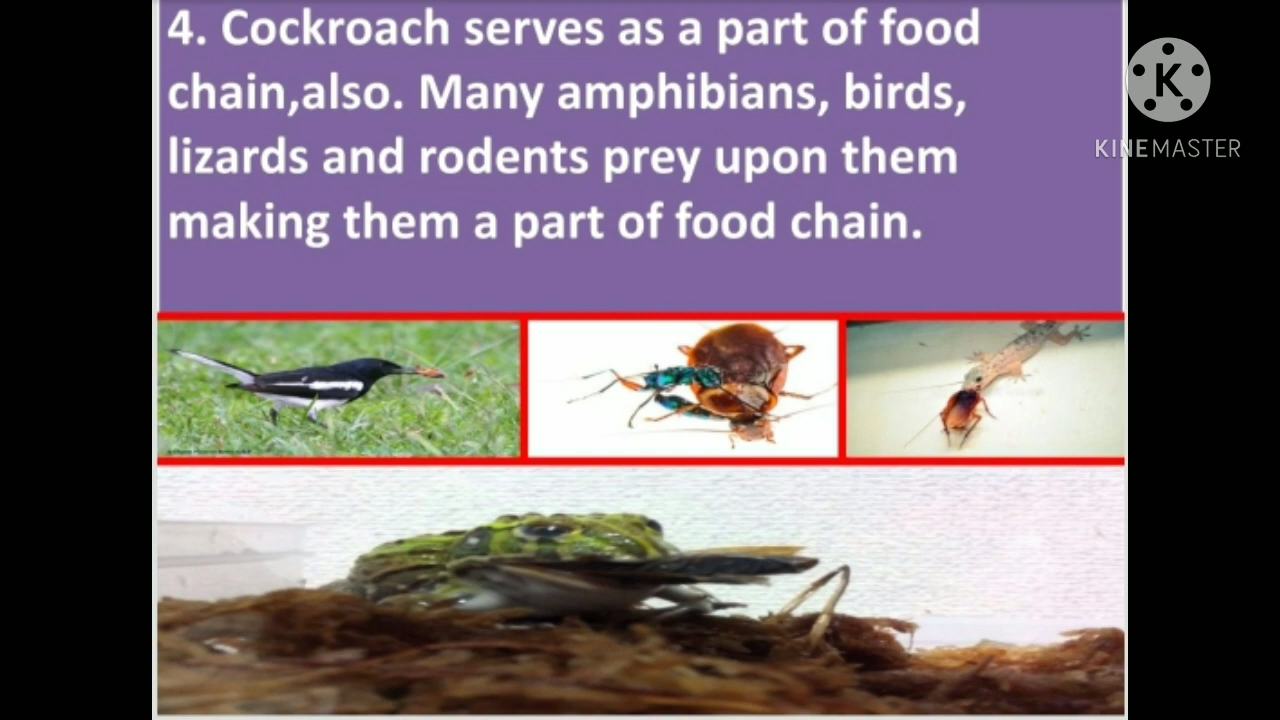 4. Cockroach serves as a part of food
chain,also. Many amphibians, birds,
lizards and rodents prey upon them
making them a part of food chain.
K
KINEMASTER